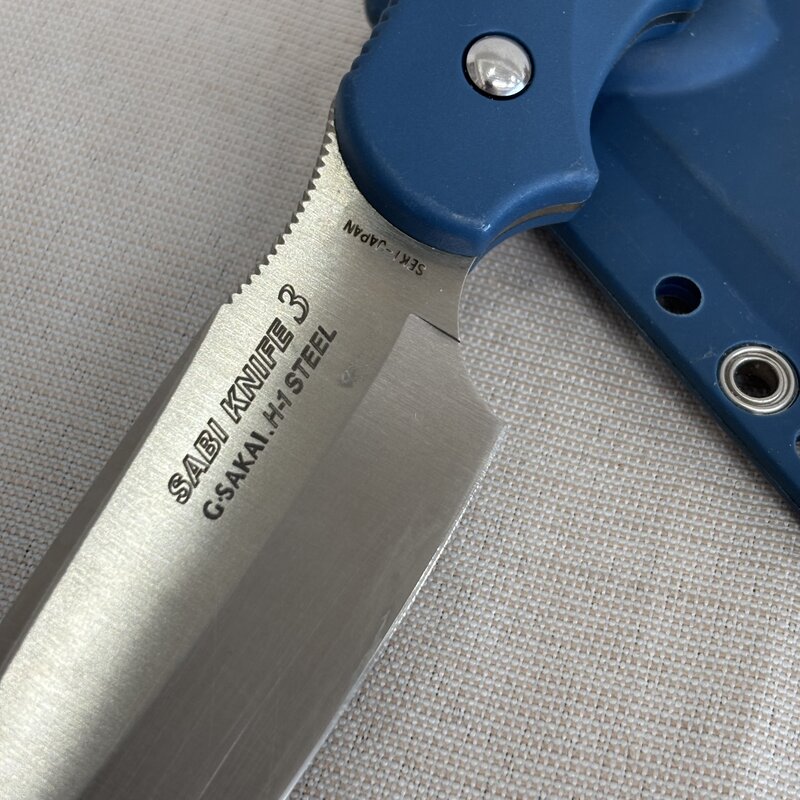 SEKI-JAPAN
SABI KNIFE 3
G·SAKAI.H-1 STEEL